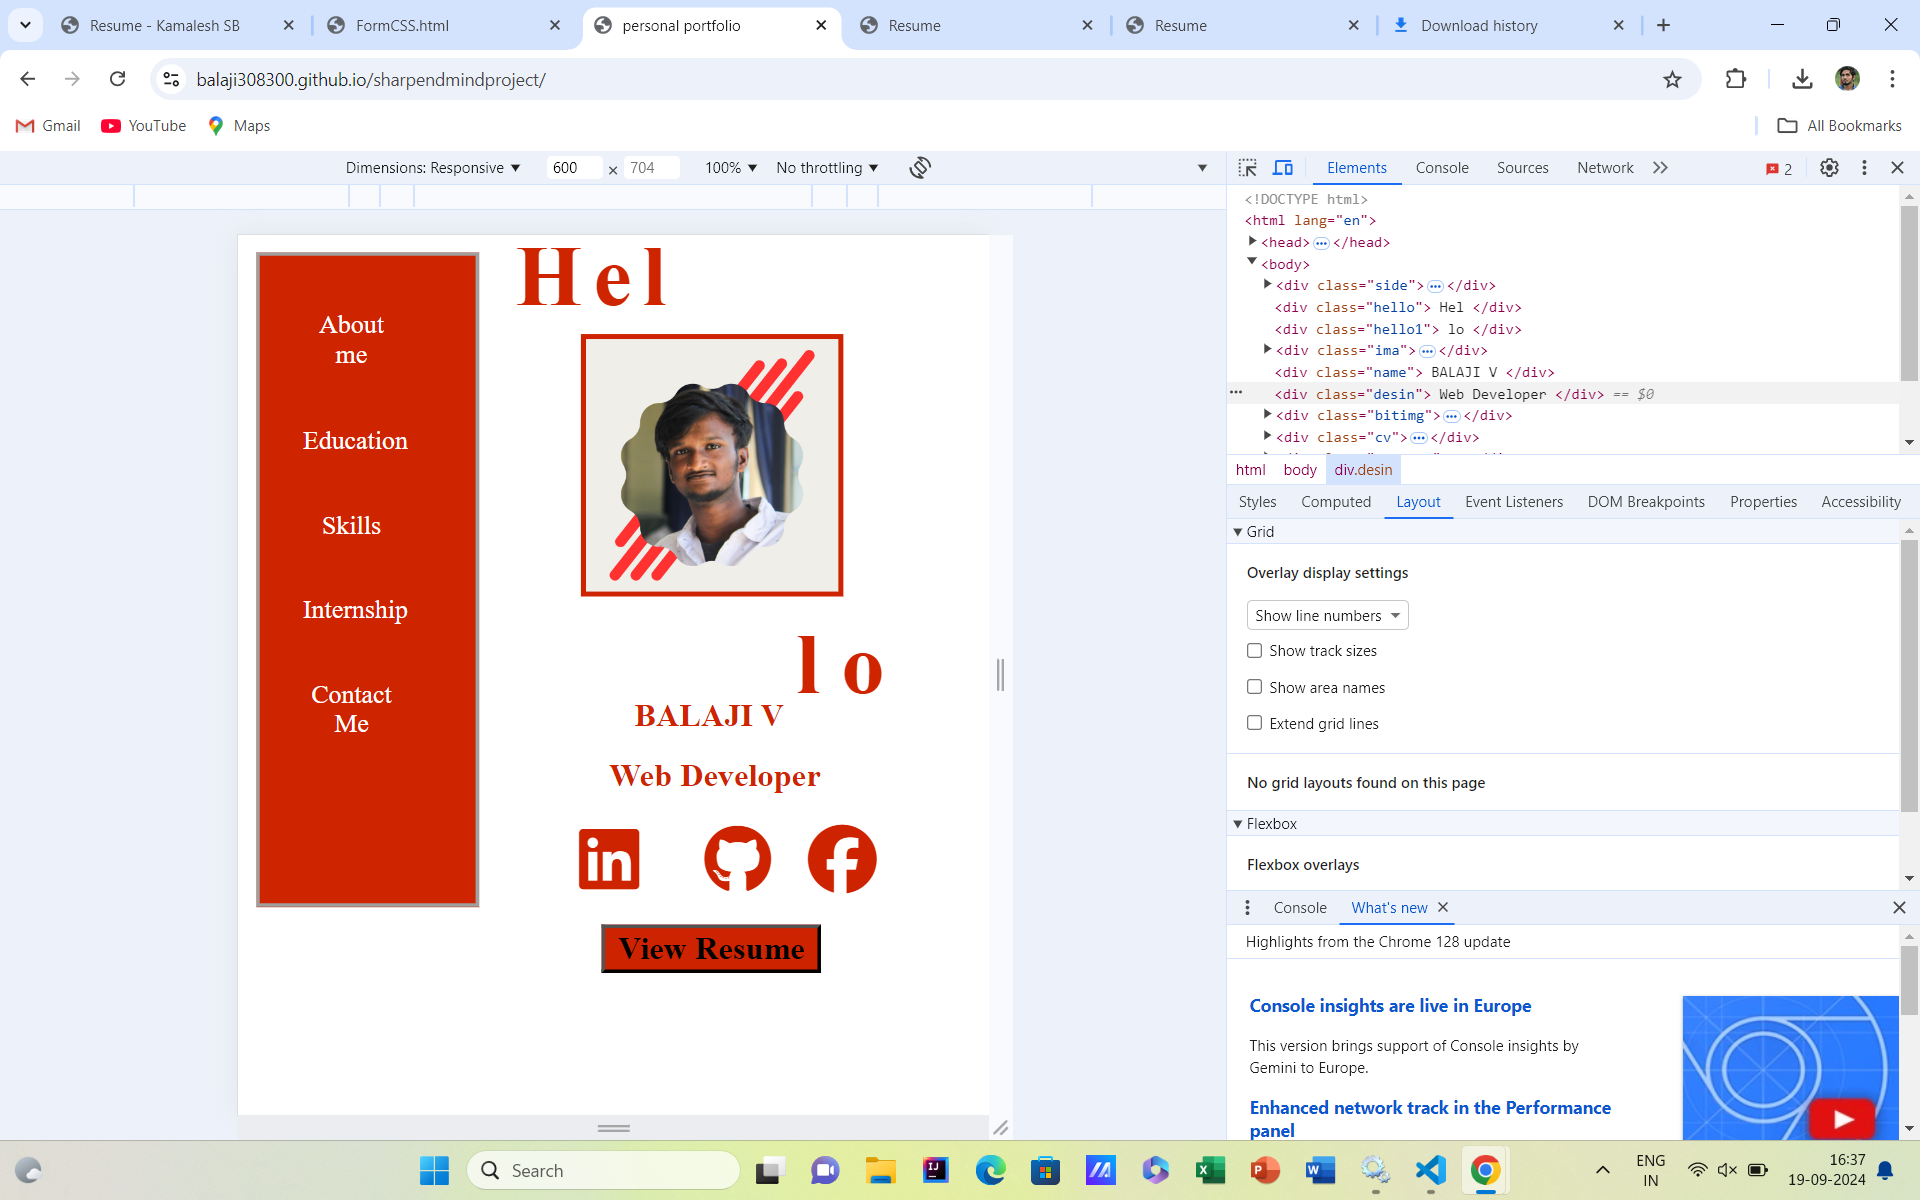 Resume - Kamalesh SB
FormCSS.html
personal portfolio
Resume
Resume
Download history
balaji308300.github.io/sharpendmindproject/
Gmail
YouTube
Maps
All Bookmarks
Dimensions: Responsive
600 × 704
100%
No throttling
About
me
Education
Skills
Internship
Contact
Me
Hel
lo
BALAJI V
Web Developer
in
View Resume
Elements
Console
Sources
Network
2
<!DOCTYPE html>
<html lang="en">
<head> ... </head>
<body>
<div class="side"> ... </div>
<div class="hello"> Hel </div>
<div class="hello1"> lo </div>
<div class="ima"> ... </div>
<div class="name"> BALAJI V </div>
<div class="desin"> Web Developer </div> == $0
<div class="bitimg"> ... </div>
<div class="cv"> ... </div>
html body div.desin
Styles
Computed
Layout
Event Listeners
DOM Breakpoints
Properties
Accessibility
Grid
Overlay display settings
Show line numbers
Show track sizes
Show area names
Extend grid lines
No grid layouts found on this page
Flexbox
Flexbox overlays
Console
What's new
Highlights from the Chrome 128 update
Console insights are live in Europe
This version brings support of Console insights by
Gemini to Europe.
Enhanced network track in the Performance
panel
Search
ENG
IN
16:37
19-09-2024